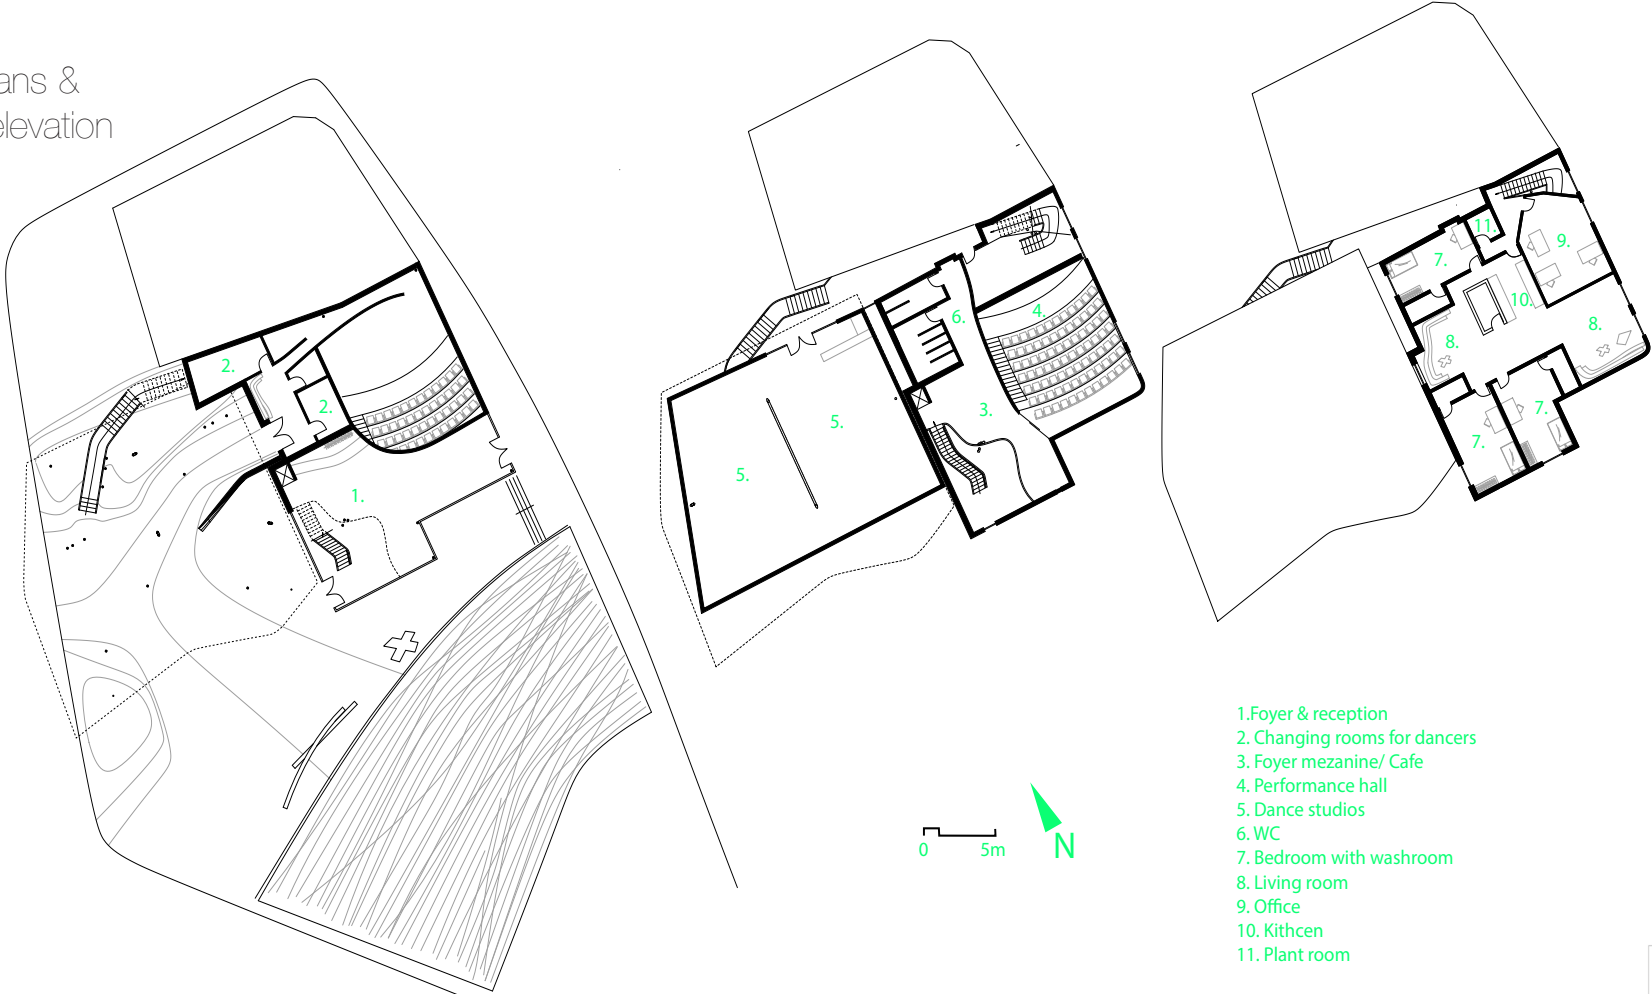 ans &
elevation
2.
2.
1.
6.
4.
3.
5.
5.
11.
9.
7.
10.
8.
8.
7.
7.
0 5m
N
1.Foyer & reception
2. Changing rooms for dancers
3. Foyer mezanine/ Cafe
4. Performance hall
5. Dance studios
6. WC
7. Bedroom with washroom
8. Living room
9. Office
10. Kithcen
11. Plant room